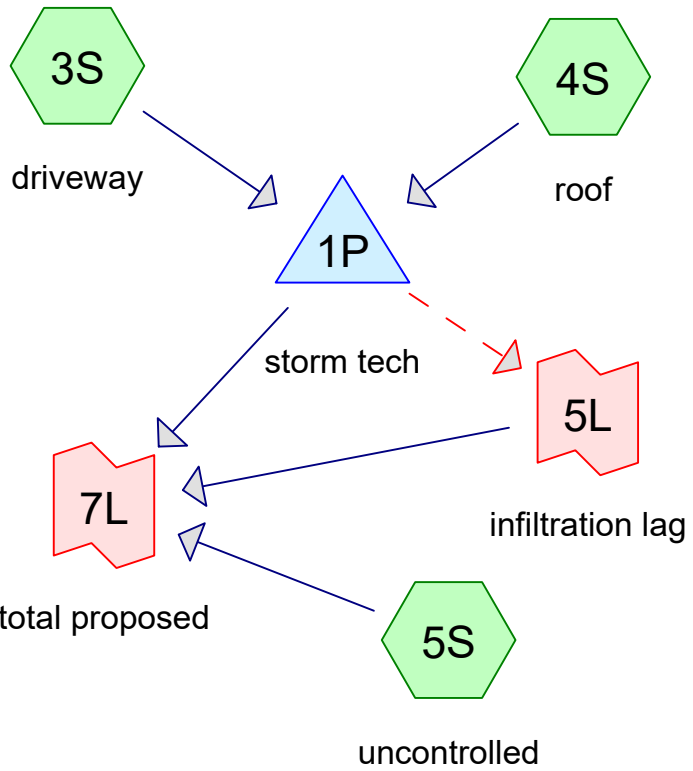 3S
driveway
4S
roof
1P
storm tech
5L
infiltration lag
7L
total proposed
5S
uncontrolled